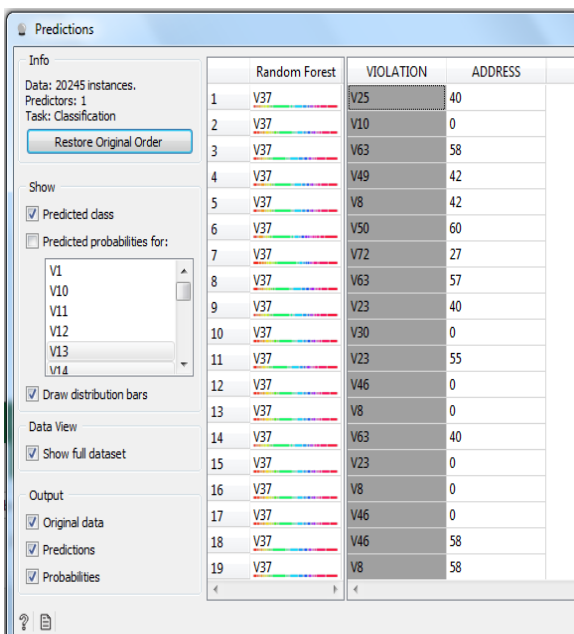 Predictions
Info
Data: 20245 instances.
Predictors: 1
Task: Classification
Restore Original Order
Show
Predicted class
Predicted probabilities for:
V1
V10
V11
V12
V13
V14
Draw distribution bars
Data View
Show full dataset
Output
Original data
Predictions
Probabilities
?
Random Forest VIOLATION ADDRESS
1 V37 V25 40
2 V37 V10 0
3 V37 V63 58
4 V37 V49 42
5 V37 V8 42
6 V37 V50 60
7 V37 V72 27
8 V37 V63 57
9 V37 V23 40
10 V37 V30 0
11 V37 V23 55
12 V37 V46 0
13 V37 V8 0
14 V37 V63 40
15 V37 V23 0
16 V37 V8 0
17 V37 V46 0
18 V37 V46 58
19 V37 V8 58